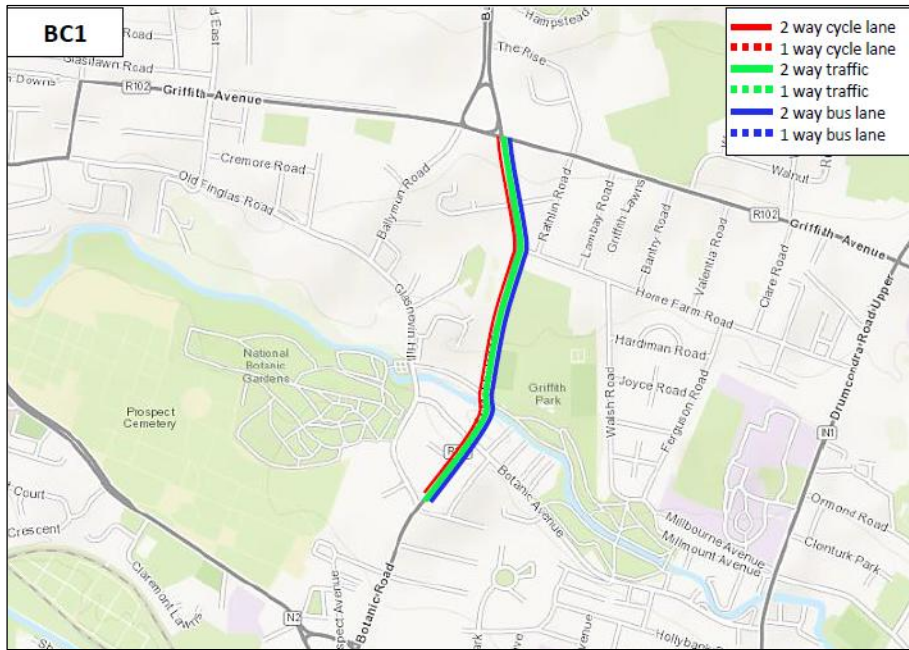 BC1
2 way cycle lane
1 way cycle lane
2 way traffic
1 way traffic
2 way bus lane
1 way bus lane
Hampstead
The Rise
Road
Glasilawn Road
Downs
R102
Griffith Avenue
Cremore Road
Old Finglas Road
Ballymun Road
Rathlin Road
Lambay Road
Griffith Lawns
Bantry Road
Valentia Road
Clare Road
Walnut
R102
Griffith Avenue
Home Farm Road
Drumcondra Road Upper
Glasnevin Hill
Hardiman Road
Joyce Road
Walsh Road
Ferguson Road
National
Botanic
Gardens
Griffith
Park
Prospect
Cemetery
N1
Botanic Avenue
Court
Crescent
Ormond Road
Clonturk Park
Millbourne Avenue
Millmount Avenue
Claremont Lawns
N2
Prospect Avenue
Botanic Road
Park
Avenue
Hollybank